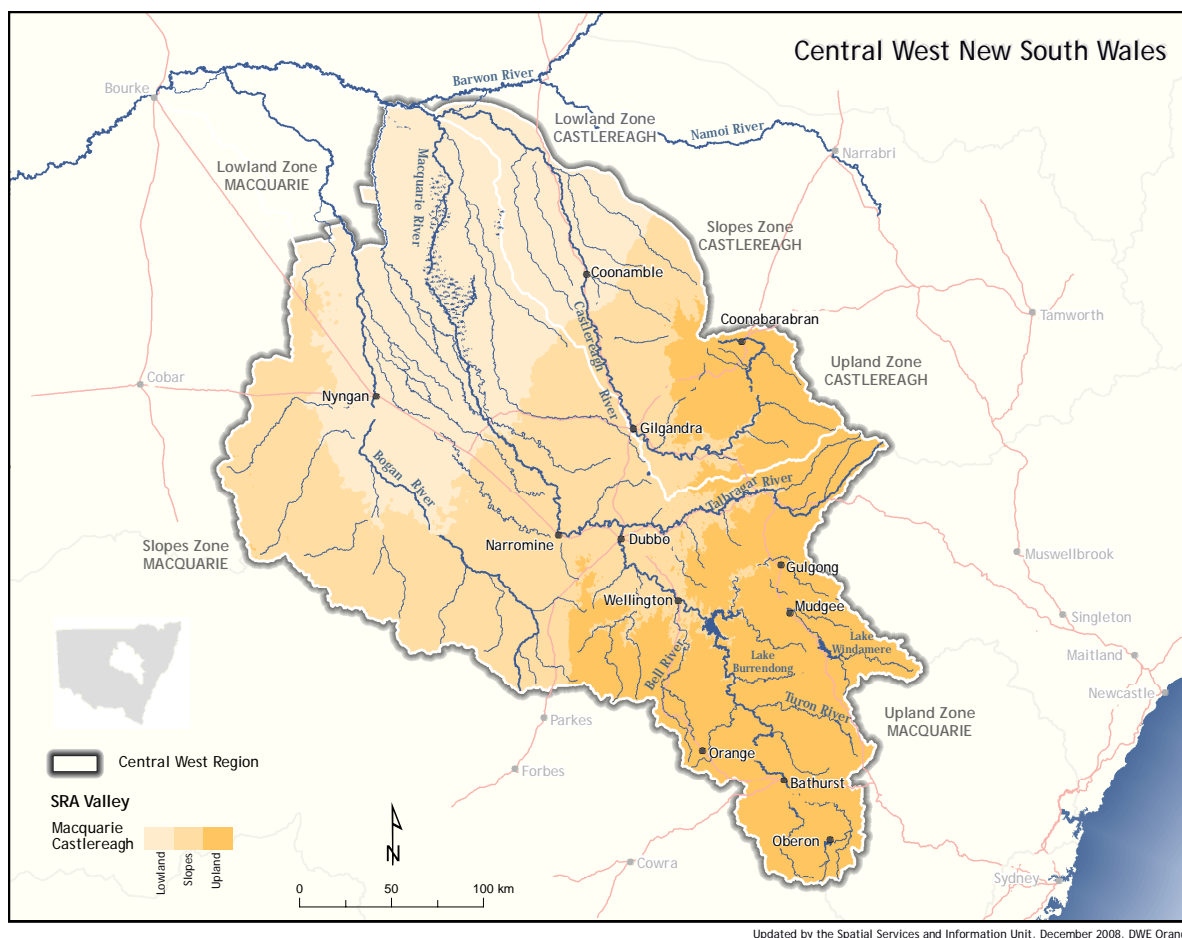 Central West New South Wales
Barwon River
Bourke
Lowland Zone
CASTLEREAGH
Namoi River
Narrabri
Lowland Zone
MACQUARIE
Macquarie River
Slopes Zone
CASTLEREAGH
Coonamble
Coonabarabran
Tamworth
Castlereagh
River
Upland Zone
CASTLEREAGH
Cobar
Nyngan
Gilgandra
Bogan River
Talbragar River
Slopes Zone
MACQUARIE
Narromine
Dubbo
Muswellbrook
Gulgong
Wellington
Mudgee
Singleton
Lake
Windamere
Lake
Burrendong
Bell River
Maitland
Newcastle
Turon River
Upland Zone
MACQUARIE
Parkes
Orange
Forbes
Bathurst
Central West Region
SRA Valley
Macquarie
Castlereagh
Lowland
Slopes
Upland
N
0 50 100 km
Oberon
Cowra
Sydney
Updated by the Spatial Services and Information Unit, December 2008, DWE Orang